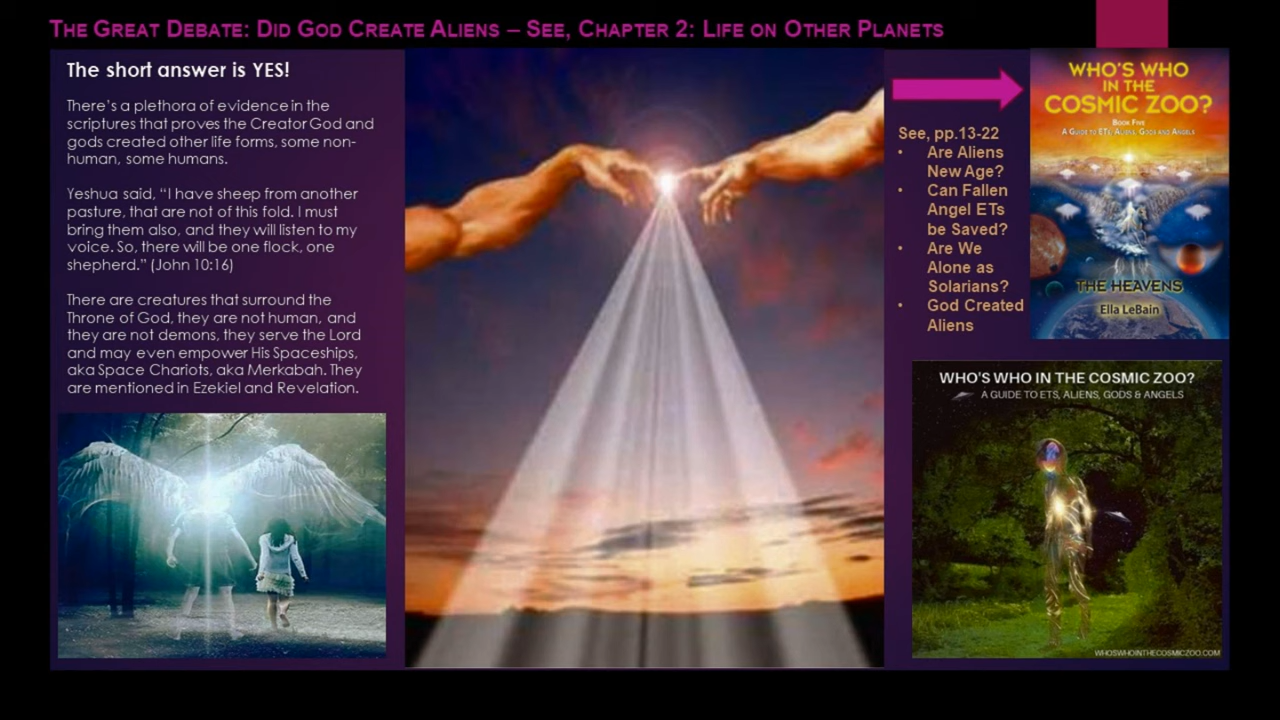 THE GREAT DEBATE: DID GOD CREATE ALIENS – SEE, CHAPTER 2: LIFE ON OTHER PLANETS
The short answer is YES!
There's a plethora of evidence in the
scriptures that proves the Creator God and
gods created other life forms, some non-
human, some humans.
Yeshua said, "I have sheep from another
pasture, that are not of this fold. I must
bring them also, and they will listen to my
voice. So, there will be one flock, one
shepherd." (John 10:16)
There are creatures that surround the
Throne of God, they are not human, and
they are not demons, they serve the Lord
and may even empower His Spaceships,
aka Space Chariots, aka Merkabah. They
are mentioned in Ezekiel and Revelation.
See, pp.13-22
• Are Aliens
New Age?
• Can Fallen
Angel ETs
be Saved?
• Are We
Alone as
Solarians?
• God Created
Aliens
WHO'S WHO
IN THE
COSMIC ZOO?
BOOK FIVE
A GUIDE TO ETS, ALIENS, GODS AND ANGELS
THE HEAVENS
Ella LeBain
WHO'S WHO IN THE COSMIC ZOO?
A GUIDE TO ETS, ALIENS, GODS & ANGELS
WHOSWHOINTHECOSMICZOO.COM